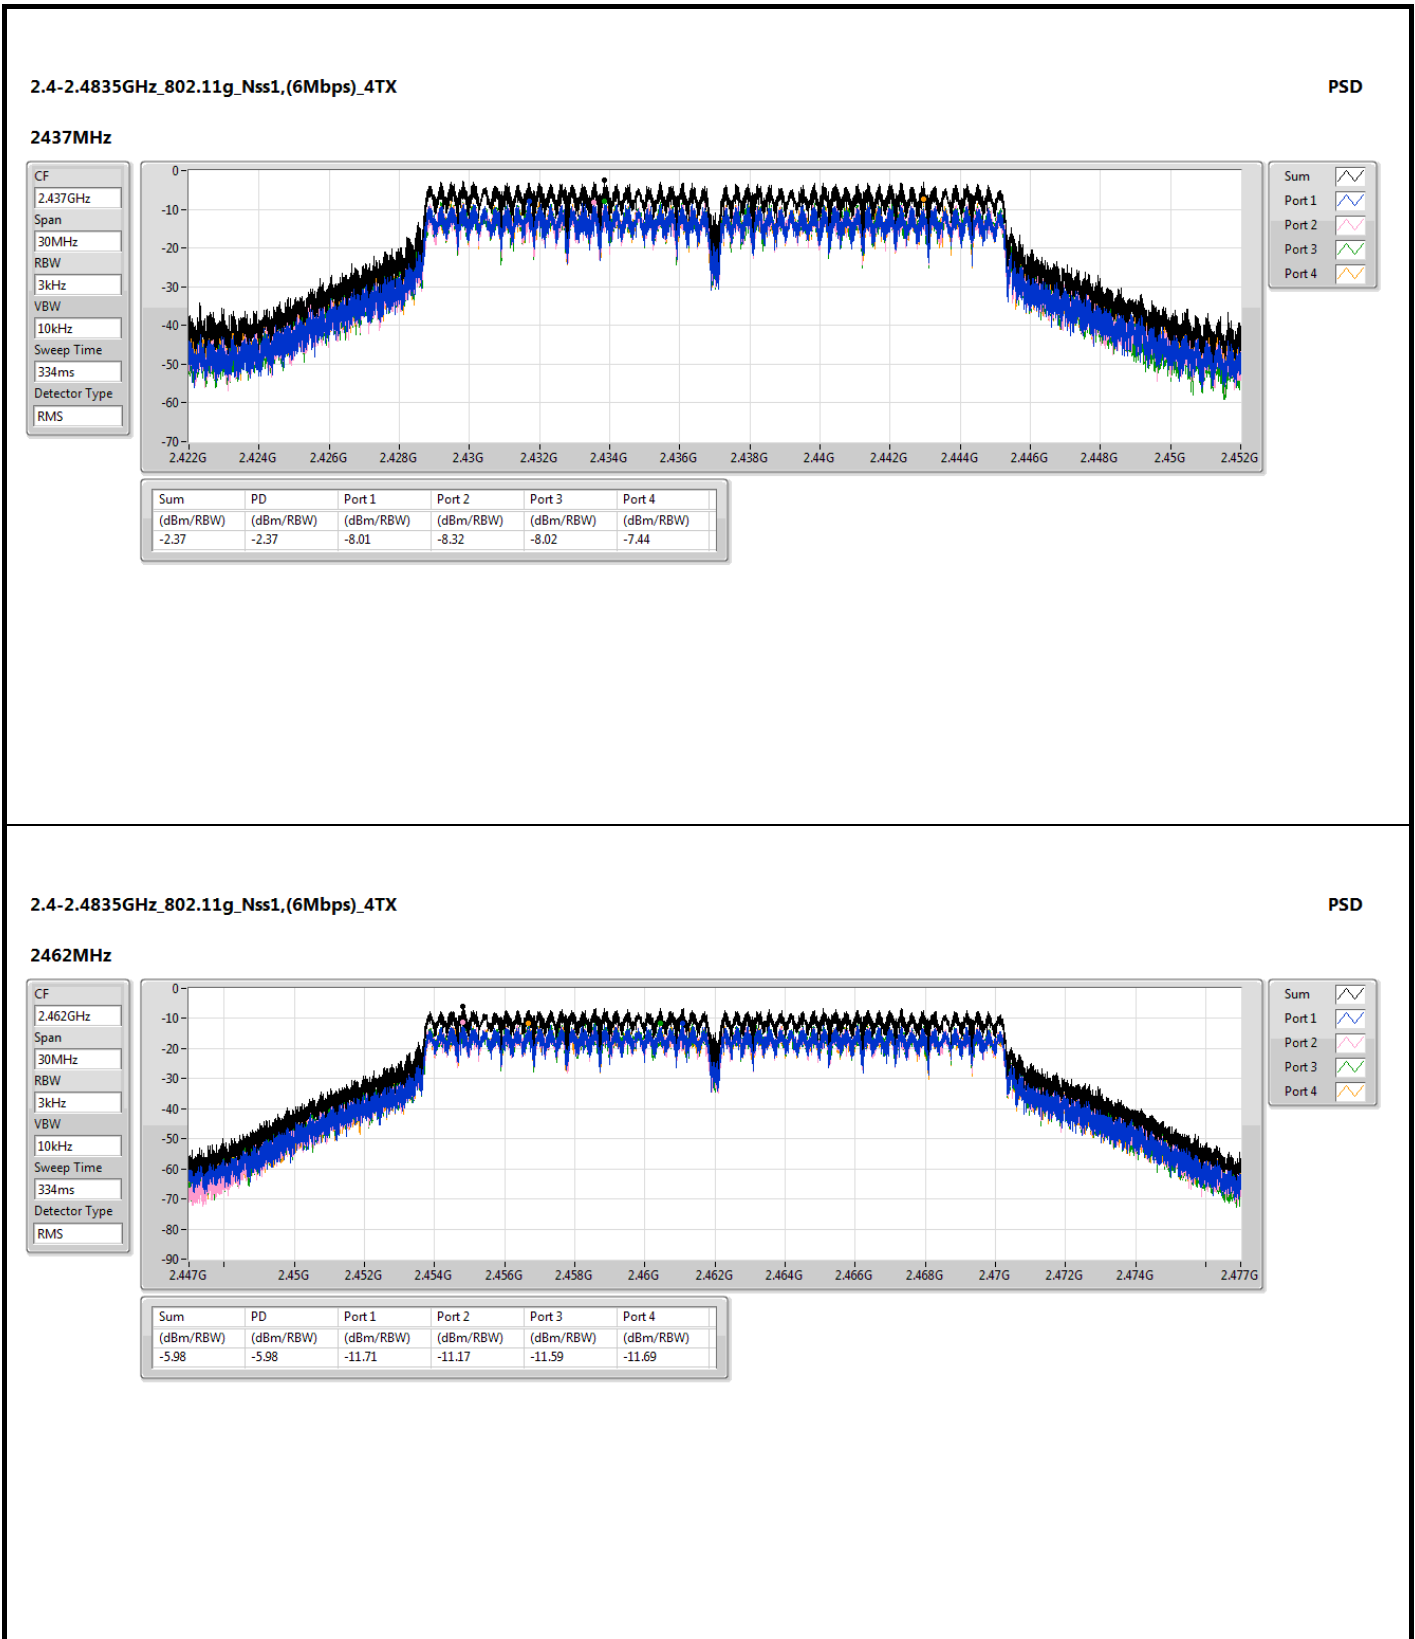 2.4-2.4835GHz_802.11g_Nss1,(6Mbps)_4TX PSD
2437MHz
CF
2.437GHz
Span
30MHz
RBW
3kHz
VBW
10kHz
Sweep Time
334ms
Detector Type
RMS
0
-10
-20
-30
-40
-50
-60
-70
2.422G 2.424G 2.426G 2.428G 2.43G 2.432G 2.434G 2.436G 2.438G 2.44G 2.442G 2.444G 2.446G 2.448G 2.45G 2.452G
Sum
Port 1
Port 2
Port 3
Port 4
Sum PD Port 1 Port 2 Port 3 Port 4
(dBm/RBW) (dBm/RBW) (dBm/RBW) (dBm/RBW) (dBm/RBW) (dBm/RBW)
-2.37 -2.37 -8.01 -8.32 -8.02 -7.44
2.4-2.4835GHz_802.11g_Nss1,(6Mbps)_4TX PSD
2462MHz
CF
2.462GHz
Span
30MHz
RBW
3kHz
VBW
10kHz
Sweep Time
334ms
Detector Type
RMS
0
-10
-20
-30
-40
-50
-60
-70
-80
-90
2.447G 2.45G 2.452G 2.454G 2.456G 2.458G 2.46G 2.462G 2.464G 2.466G 2.468G 2.47G 2.472G 2.474G 2.477G
Sum
Port 1
Port 2
Port 3
Port 4
Sum PD Port 1 Port 2 Port 3 Port 4
(dBm/RBW) (dBm/RBW) (dBm/RBW) (dBm/RBW) (dBm/RBW) (dBm/RBW)
-5.98 -5.98 -11.71 -11.17 -11.59 -11.69